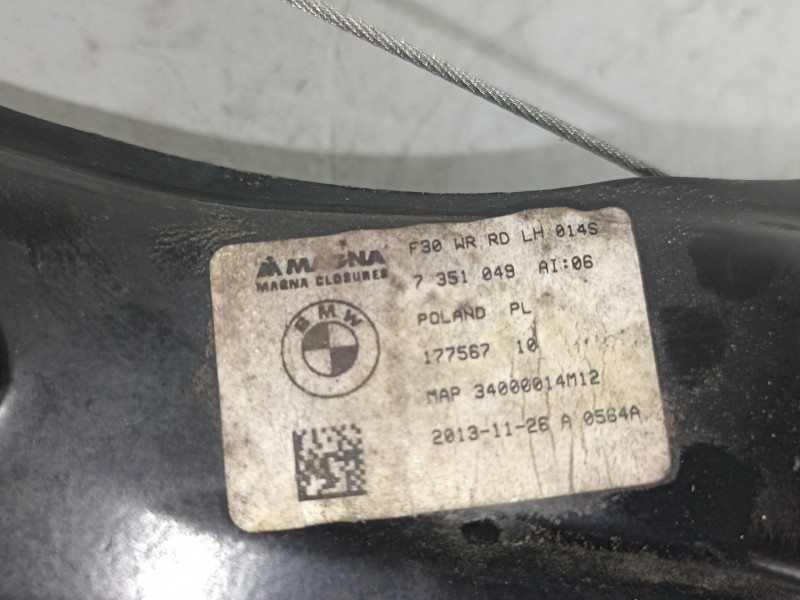 MAGNA
MAGNA CLOSURES
BMW
F30 WR RD LH 014S
7 351 049 AI:06
POLAND PL
177567 10
MAP 34000014M12
2013-11-26 A 0564A